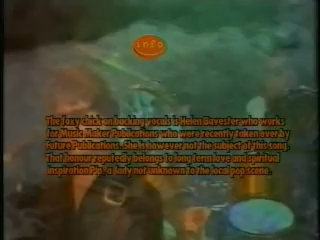 info
The foxy chick on backing vocals is Helen Bavester who works
for Music Maker Publications who were recently taken over by
Future Publications. She is however not the subject of this song.
That honour reputedly belongs to long term love and spiritual
inspiration Flo, a lady not unknown to the local pop scene.